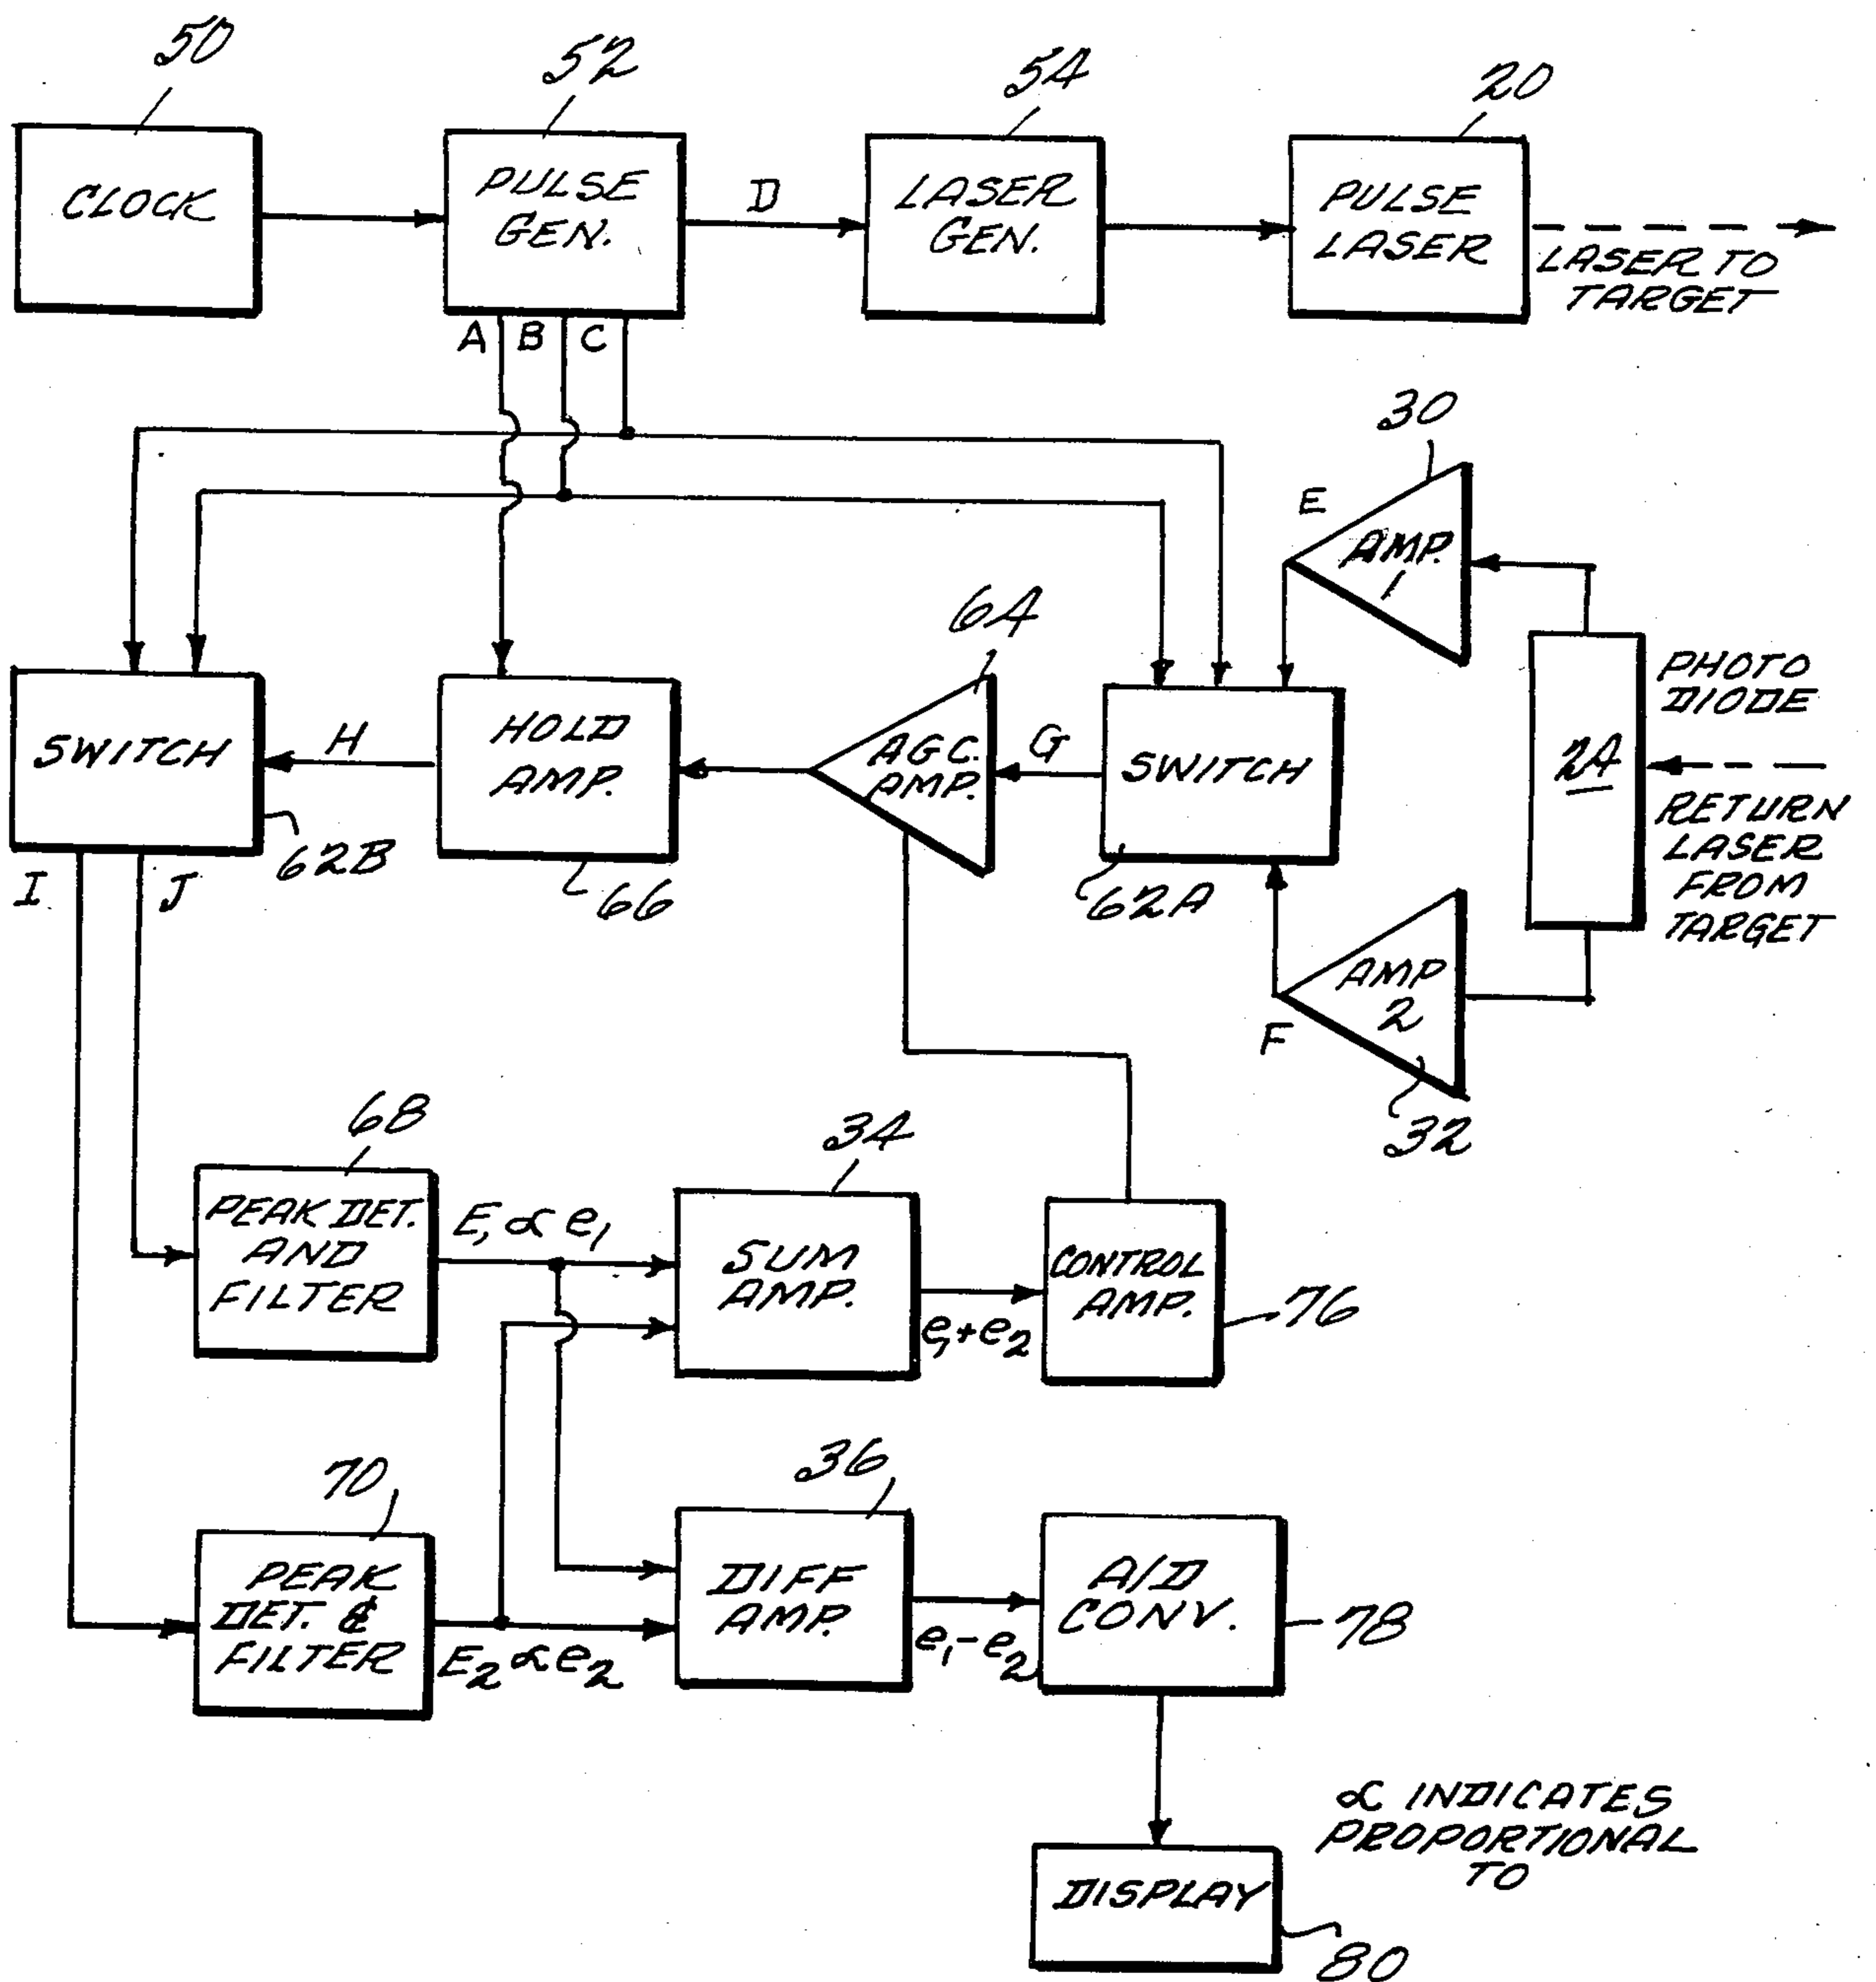 50
52
54
20
CLOCK
PULSE
GEN.
D
LASER
GEN.
PULSE
LASER
LASER TO
TARGET
A B C
30
E
AMP.
1
64
PHOTO
DIODE
24
RETURN
LASER
FROM
TARGET
SWITCH
H
HOLD
AMP.
AGC.
AMP.
G
SWITCH
62B
66
62A
I
J
AMP
2
F
32
68
34
PEAK DET.
AND
FILTER
E, ∝ e1
SUM
AMP.
e1+e2
CONTROL
AMP.
76
70
36
PEAK
DET. &
FILTER
E2 ∝ e2
DIFF
AMP.
e1-e2
A/D
CONV.
78
∝ INDICATES
PROPORTIONAL
TO
DISPLAY
80